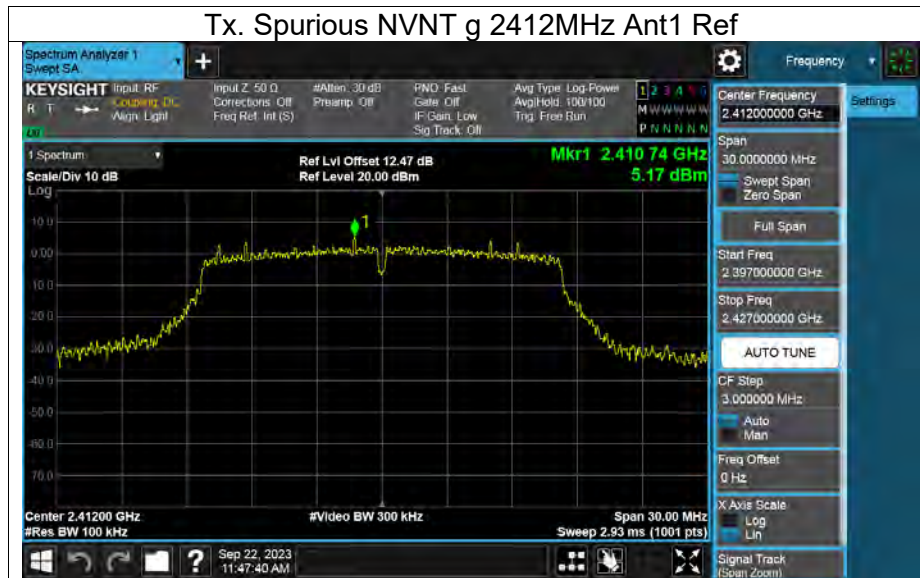 Tx. Spurious NVNT g 2412MHz Ant1 Ref
Spectrum Analyzer 1
Swept SA
+
Frequency
KEYSIGHT
R T
Input: RF
Coupling: DC
Align: Light
Input Z: 50 Ω
Corrections: Off
Freq Ref: Int (S)
#Atten: 30 dB
Preamp: Off
PNO: Fast
Gate: Off
IF Gain: Low
Sig Track: Off
Avg Type: Log-Power
Avg|Hold: 100/100
Trig: Free Run
1 2 3 4 5 6
M W W W W W
P N N N N N
Center Frequency
2.412000000 GHz
Settings
Span
30.0000000 MHz
Swept Span
Zero Span
Full Span
Start Freq
2.397000000 GHz
Stop Freq
2.427000000 GHz
AUTO TUNE
CF Step
3.000000 MHz
Auto
Man
Freq Offset
0 Hz
X Axis Scale
Log
Lin
Signal Track
(Span Zoom)
1 Spectrum
Scale/Div 10 dB
Ref Lvl Offset 12.47 dB
Ref Level 20.00 dBm
Mkr1 2.410 74 GHz
5.17 dBm
Log
1
10.0
0.00
-10.0
-20.0
-30.0
-40.0
-50.0
-60.0
-70.0
Center 2.41200 GHz
#Res BW 100 kHz
#Video BW 300 kHz
Span 30.00 MHz
Sweep 2.93 ms (1001 pts)
?
Sep 22, 2023
11:47:40 AM